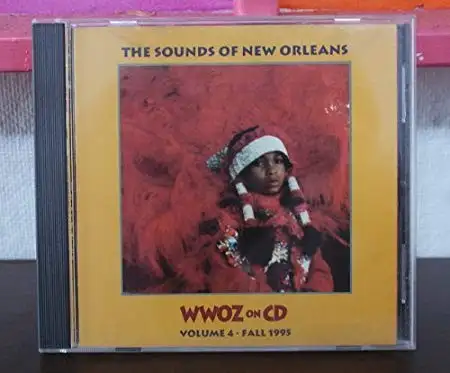 THE SOUNDS OF NEW ORLEANS
WWOZ ON CD
VOLUME 4 - FALL 1995